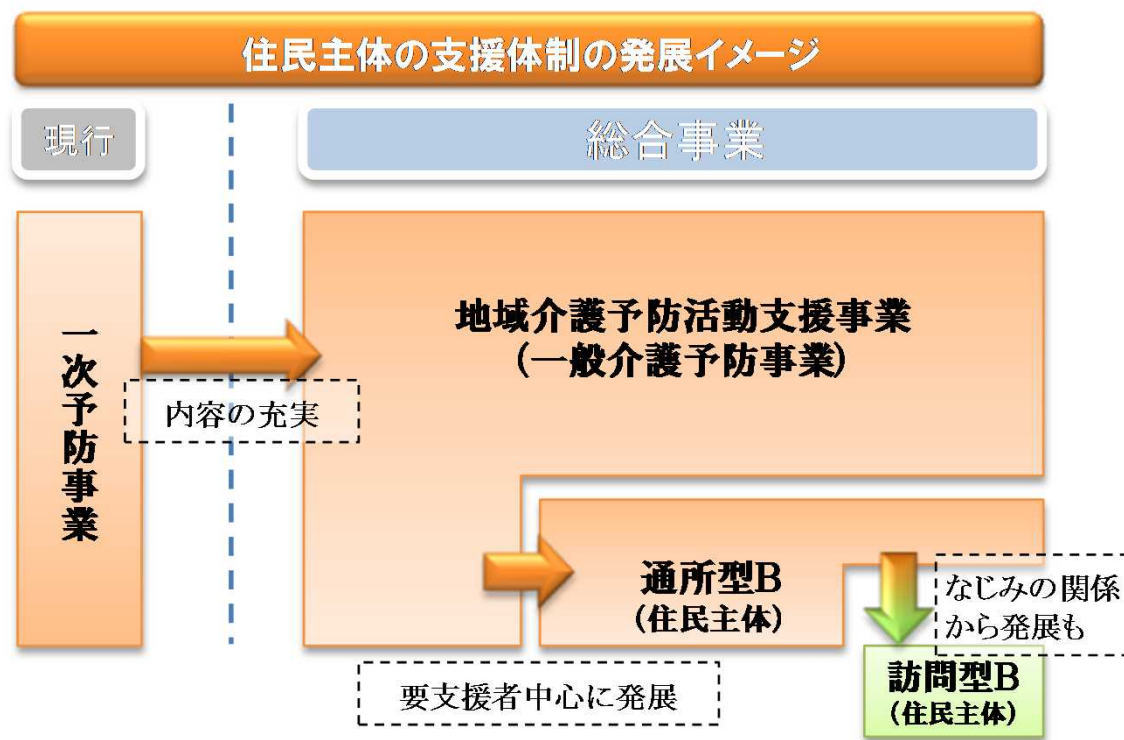 住民主体の支援体制の発展イメージ
現行
総合事業
一次予防事業
内容の充実
地域介護予防活動支援事業
(一般介護予防事業)
通所型B
(住民主体)
なじみの関係
から発展も
要支援者中心に発展
訪問型B
(住民主体)